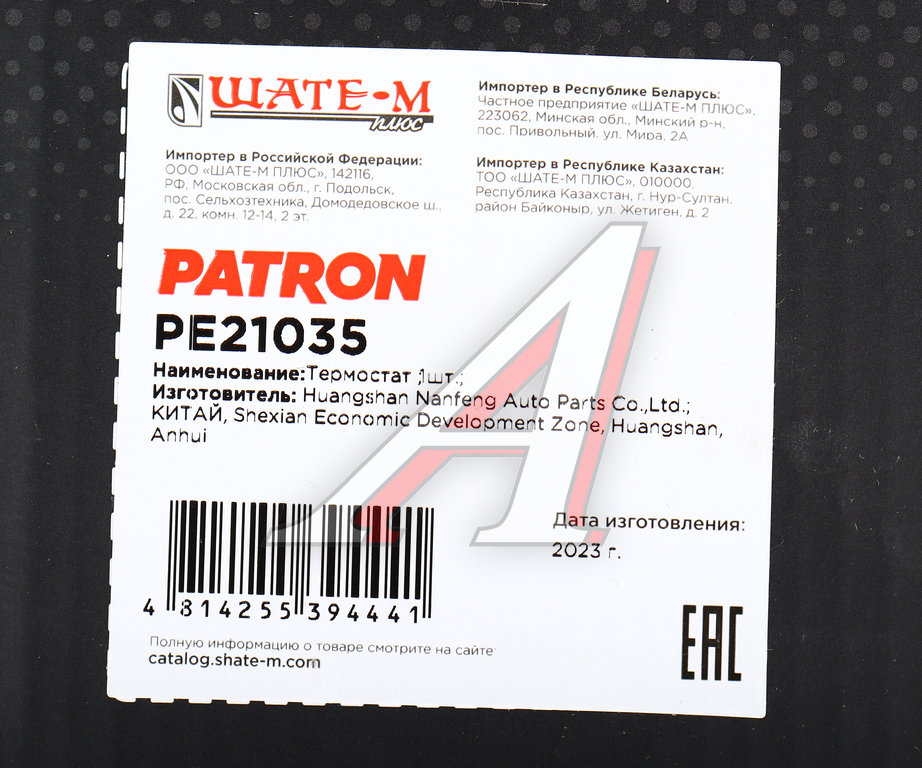 ШАТЕ-М
ПЛЮС
Импортер в Республике Беларусь:
Частное предприятие «ШАТЕ-М ПЛЮС»,
223062, Минская обл., Минский р-н,
пос. Привольный, ул. Мира, 2А
Импортер в Российской Федерации:
ООО «ШАТЕ-М ПЛЮС», 142116,
РФ, Московская обл., г. Подольск,
пос. Сельхозтехника, Домодедовское ш.,
д. 22, комн. 12-14, 2 эт.
Импортер в Республике Казахстан:
ТОО «ШАТЕ-М ПЛЮС», 010000,
Республика Казахстан, г. Нур-Султан,
район Байконыр, ул. Жетиген, д. 2
PATRON
PE21035
Наименование:Термостат ;1шт.;
Изготовитель: Huangshan Nanfeng Auto Parts Co.,Ltd.;
КИТАЙ, Shexian Economic Development Zone, Huangshan,
Anhui
Дата изготовления:
2023 г.
4 814255 394441
Полную информацию о товаре смотрите на сайте
catalog.shate-m.com
EAC